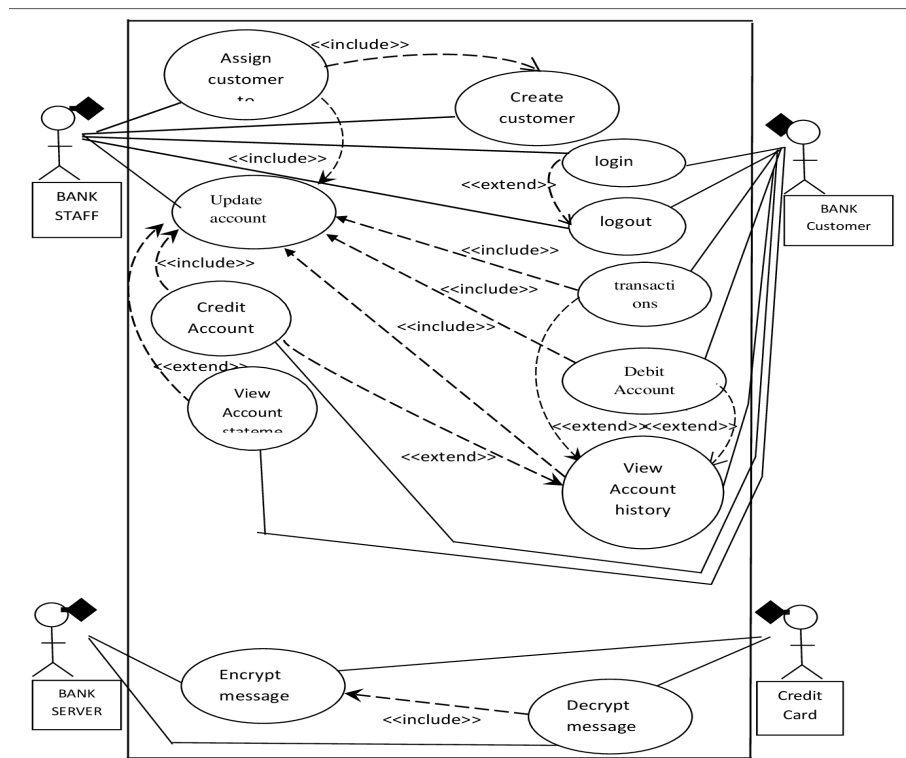 <<include>>
Assign
customer
to
Create
customer
BANK
STAFF
<<include>>
login
<<extend>>
BANK
Customer
Update
account
logout
<<include>>
<<include>>
transacti
ons
Credit
Account
<<include>>
<<extend>>
View
Account
stateme
Debit
Account
<<extend>>
<<extend>>
<<extend>>
View
Account
history
BANK
SERVER
Encrypt
message
<<include>>
Decrypt
message
Credit
Card